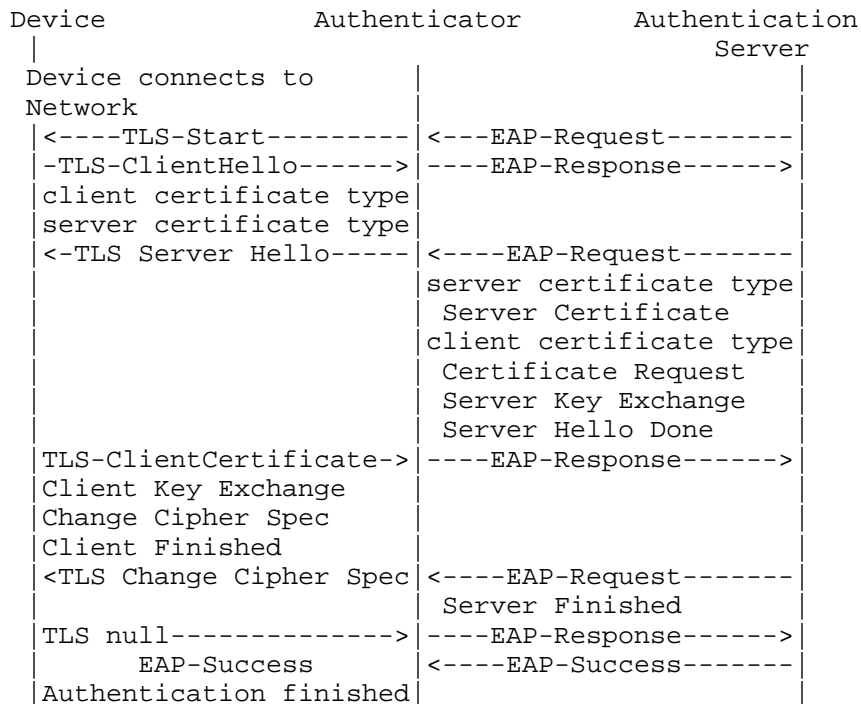 Device Authenticator Authentication
| Server
Device connects to | |
Network | |
|<----TLS-Start---------|<---EAP-Request--------|
|-TLS-ClientHello------>|----EAP-Response------>|
|client certificate type| |
|server certificate type| |
|<-TLS Server Hello-----|<----EAP-Request-------|
| |server certificate type|
| | Server Certificate |
| |client certificate type|
| | Certificate Request |
| | Server Key Exchange |
| | Server Hello Done |
|TLS-ClientCertificate->|----EAP-Response------>|
|Client Key Exchange | |
|Change Cipher Spec | |
|Client Finished | |
|<TLS Change Cipher Spec|<----EAP-Request-------|
| | Server Finished |
|TLS null-------------->|----EAP-Response------>|
| EAP-Success |<----EAP-Success-------|
|Authentication finished| |